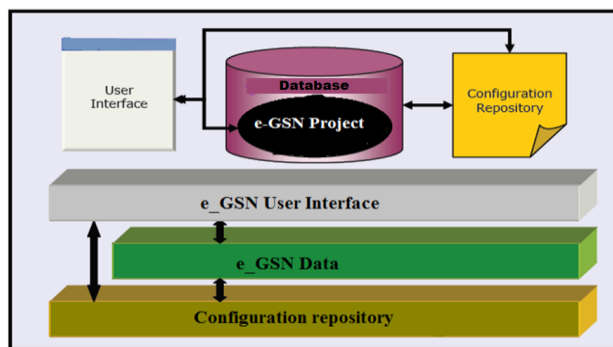 User
Interface
Database
e-GSN Project
Configuration
Repository
e_GSN User Interface
e_GSN Data
Configuration repository